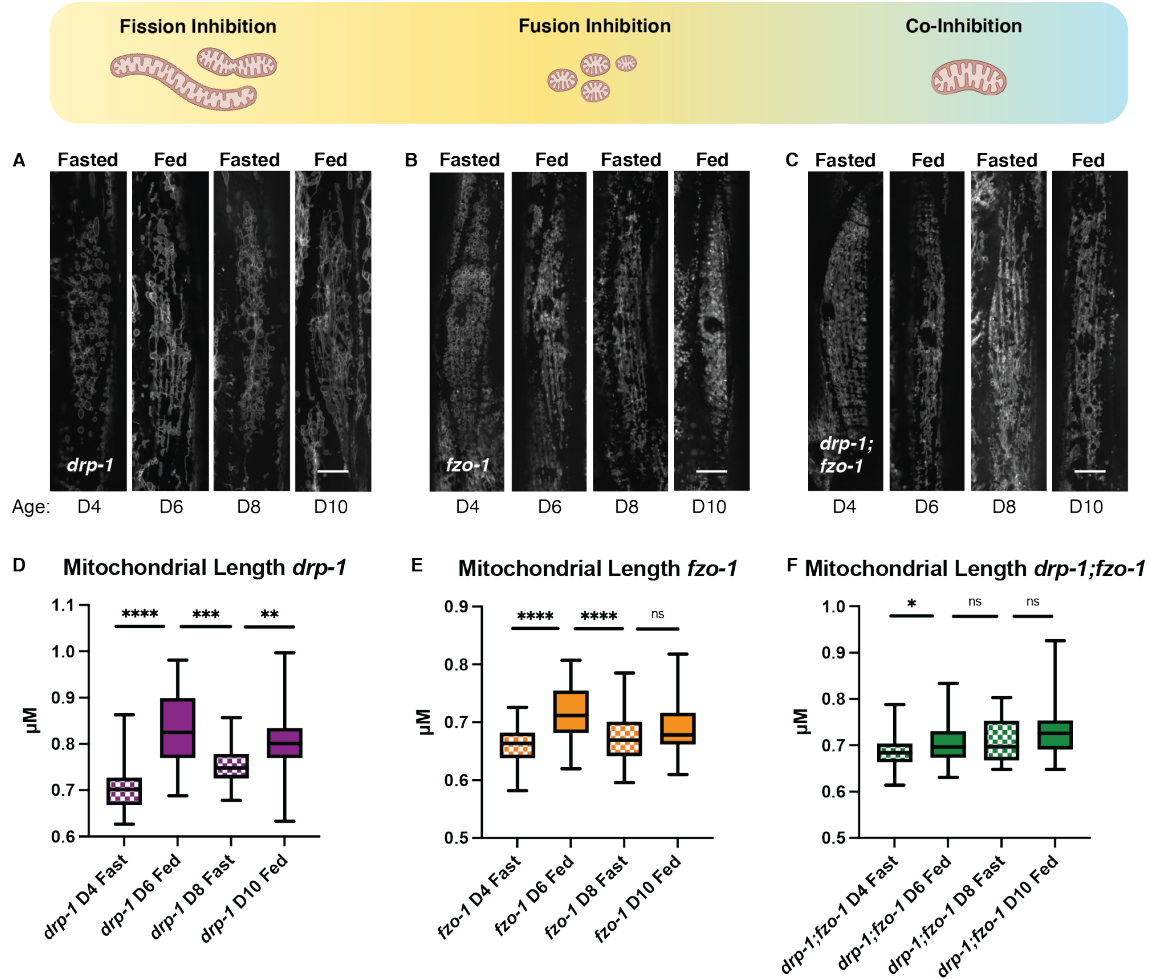 Fission Inhibition Fusion Inhibition Co-Inhibition
A Fasted Fed Fasted Fed B Fasted Fed Fasted Fed C Fasted Fed Fasted Fed
drp-1 fzo-1 drp-1;
fzo-1
Age: D4 D6 D8 D10 D4 D6 D8 D10 D4 D6 D8 D10
D Mitochondrial Length drp-1
1.1
1.0
0.9
0.8
0.7
0.6
µM
**** *** **
drp-1 D4 Fast
drp-1 D6 Fed
drp-1 D8 Fast
drp-1 D10 Fed
E Mitochondrial Length fzo-1
0.9
0.8
0.7
0.6
0.5
µM
**** **** ns
fzo-1 D4 Fast
fzo-1 D6 Fed
fzo-1 D8 Fast
fzo-1 D10 Fed
F Mitochondrial Length drp-1;fzo-1
1.0
0.9
0.8
0.7
0.6
0.5
µM
* ns ns
drp-1;fzo-1 D4 Fast
drp-1;fzo-1 D6 Fed
drp-1;fzo-1 D8 Fast
drp-1;fzo-1 D10 Fed